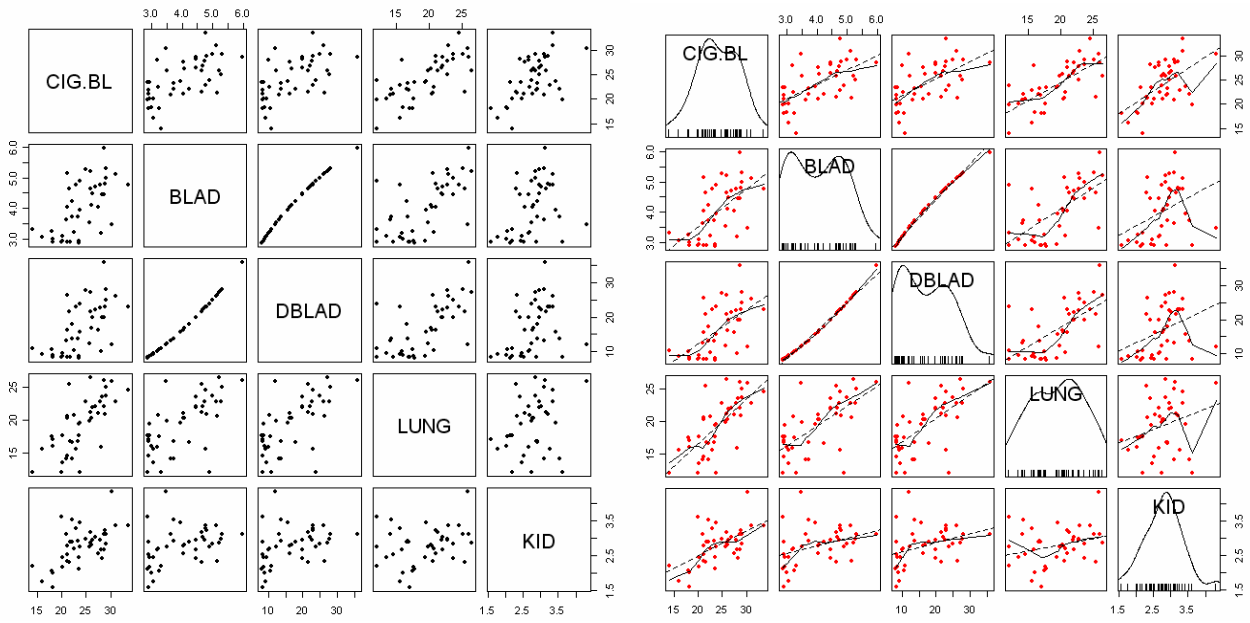 3.0 4.0 5.0 6.0 15 20 25 3.0 4.0 5.0 6.0 15 20 25
CIG.BL 15 20 25 30 CIG.BL 15 20 25 30
3.0 4.0 5.0 6.0 BLAD 3.0 4.0 5.0 6.0 BLAD
DBLAD 10 20 30 DBLAD 10 20 30
15 20 25 LUNG 15 20 25 LUNG
KID 1.5 2.5 3.5 KID 1.5 2.5 3.5
15 20 25 30 10 20 30 1.5 2.5 3.5 15 20 25 30 10 15 20 25 30 35 1.5 2.5 3.5